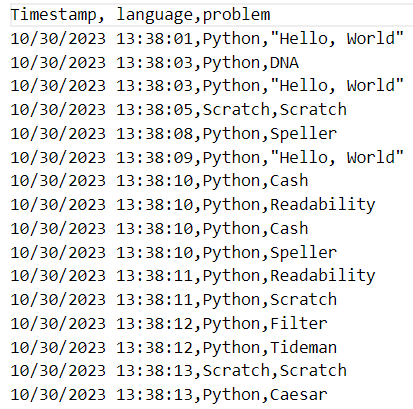 Timestamp, language,problem
10/30/2023 13:38:01,Python,"Hello, World"
10/30/2023 13:38:03,Python,DNA
10/30/2023 13:38:03,Python,"Hello, World"
10/30/2023 13:38:05,Scratch,Scratch
10/30/2023 13:38:08,Python,Speller
10/30/2023 13:38:09,Python,"Hello, World"
10/30/2023 13:38:10,Python,Cash
10/30/2023 13:38:10,Python,Readability
10/30/2023 13:38:10,Python,Cash
10/30/2023 13:38:10,Python,Speller
10/30/2023 13:38:11,Python,Readability
10/30/2023 13:38:11,Python,Scratch
10/30/2023 13:38:12,Python,Filter
10/30/2023 13:38:12,Python,Tideman
10/30/2023 13:38:13,Scratch,Scratch
10/30/2023 13:38:13,Python,Caesar